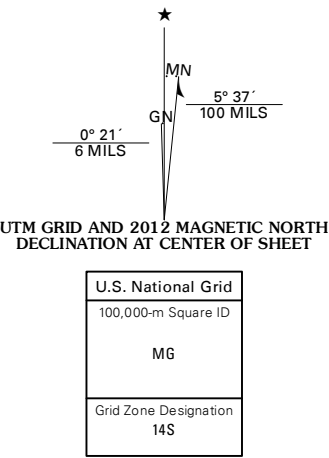 ★
MN
5° 37´
100 MILS
GN
0° 21´
6 MILS
UTM GRID AND 2012 MAGNETIC NORTH
DECLINATION AT CENTER OF SHEET
U.S. National Grid
100,000-m Square ID
MG
Grid Zone Designation
14S